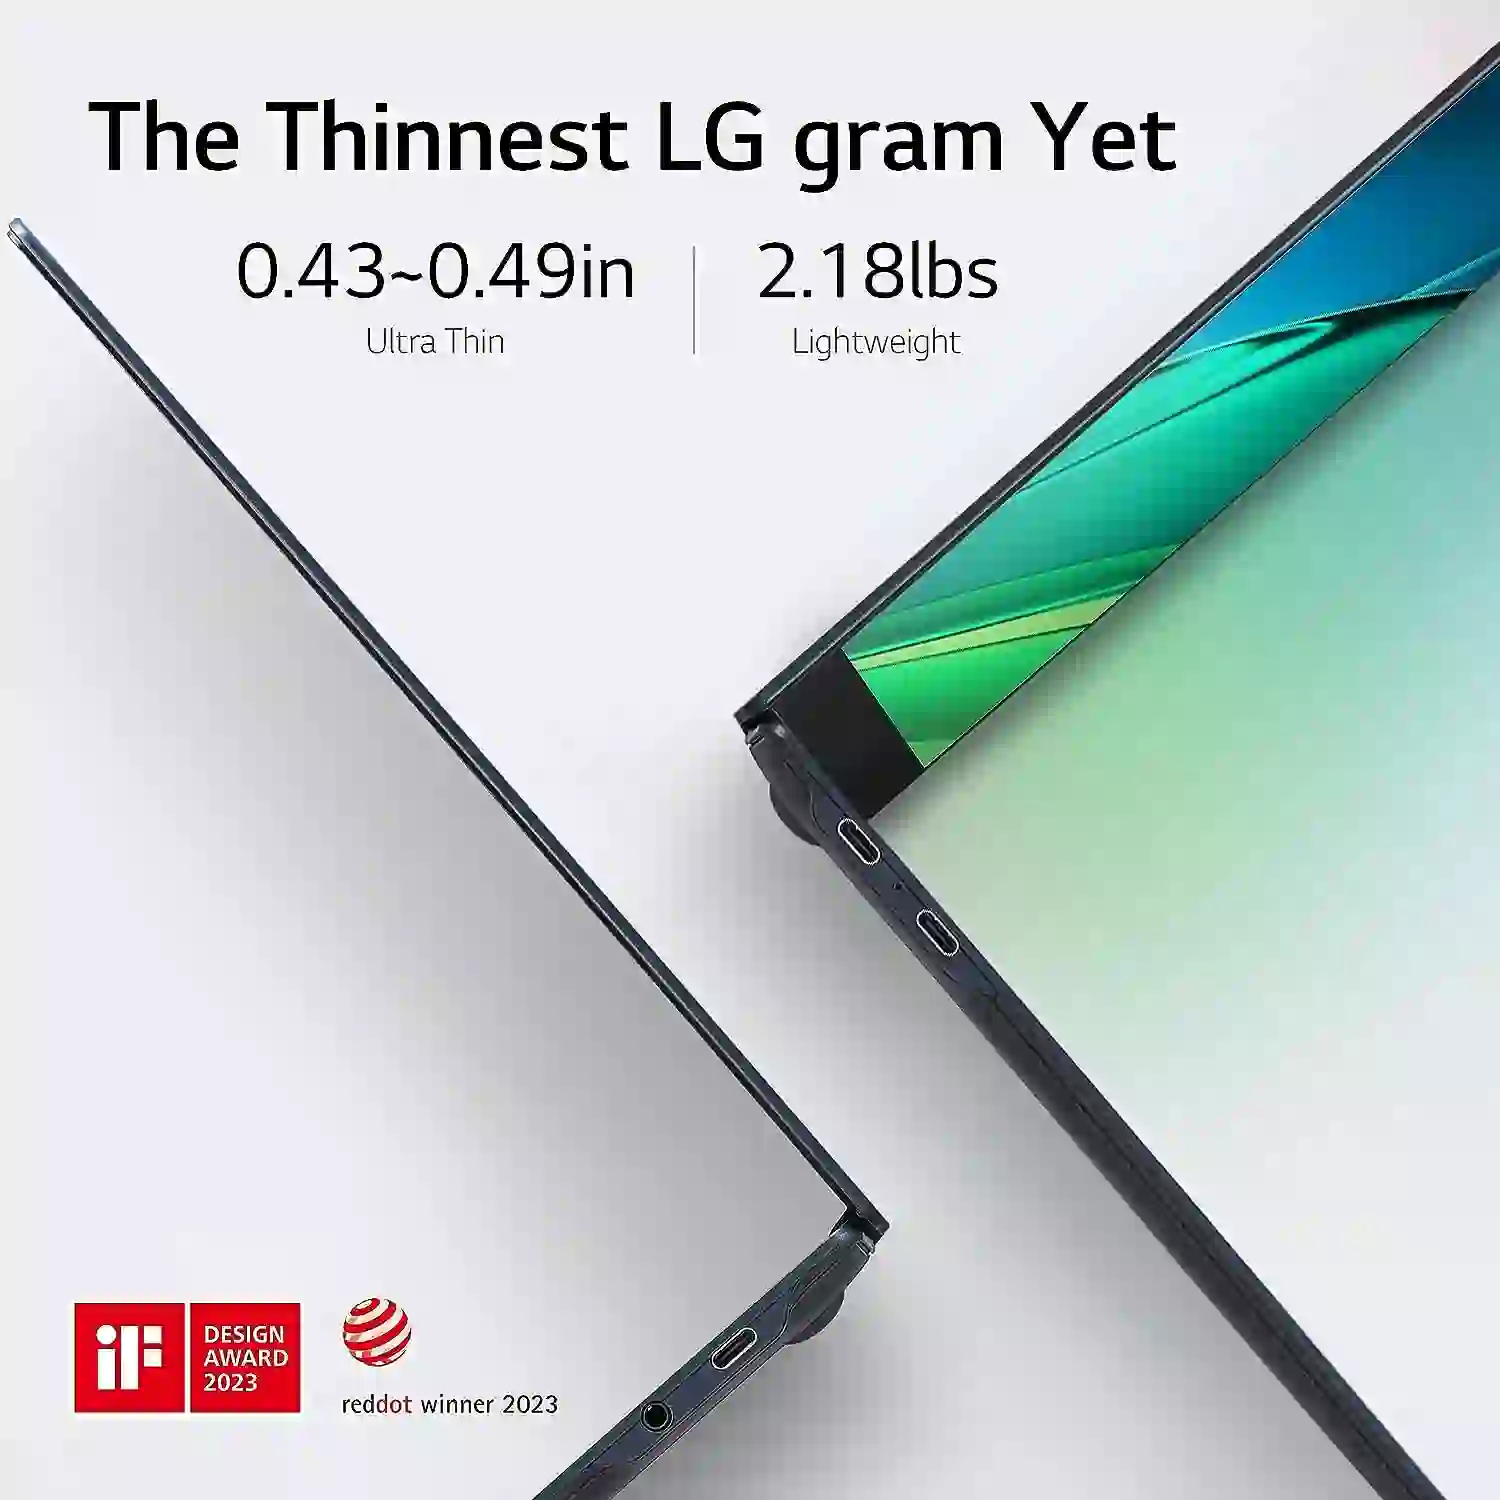 The Thinnest LG gram Yet
0.43~0.49in
Ultra Thin
2.18lbs
Lightweight
iF
DESIGN
AWARD
2023
reddot winner 2023